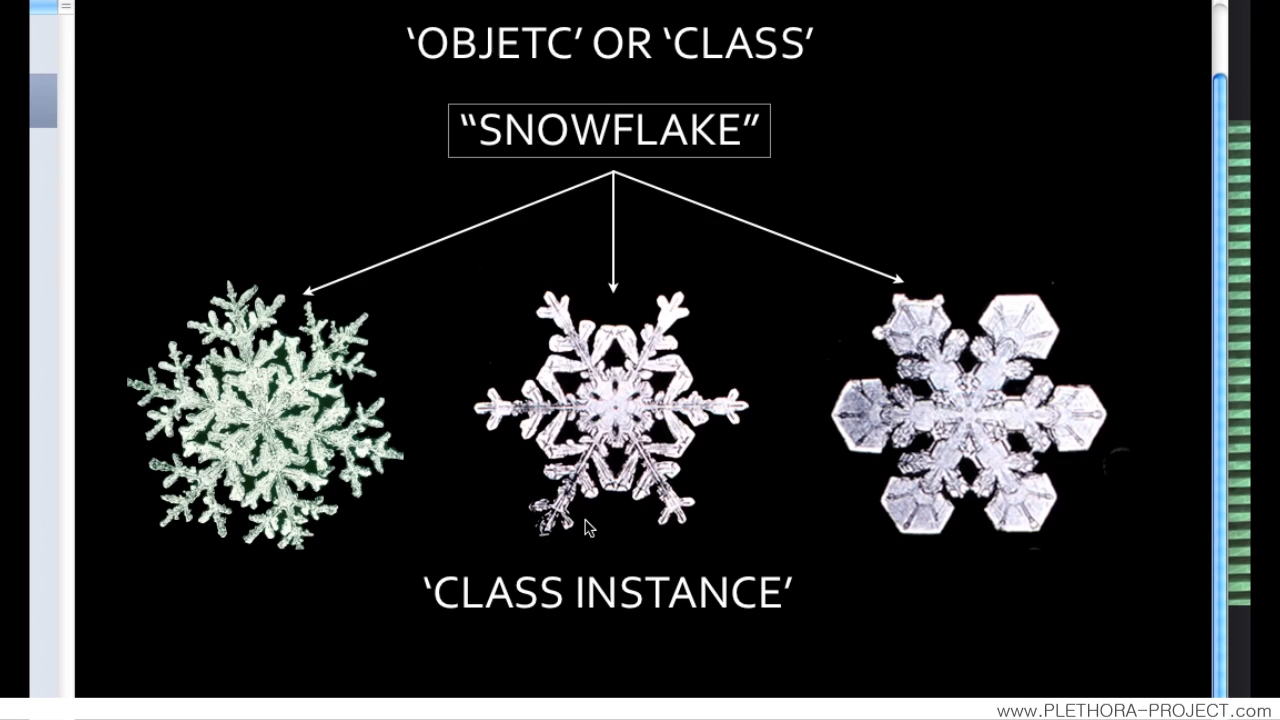 ‘OBJETC’ OR ‘CLASS’
“SNOWFLAKE”
‘CLASS INSTANCE’
www.PLETHORA-PROJECT.com